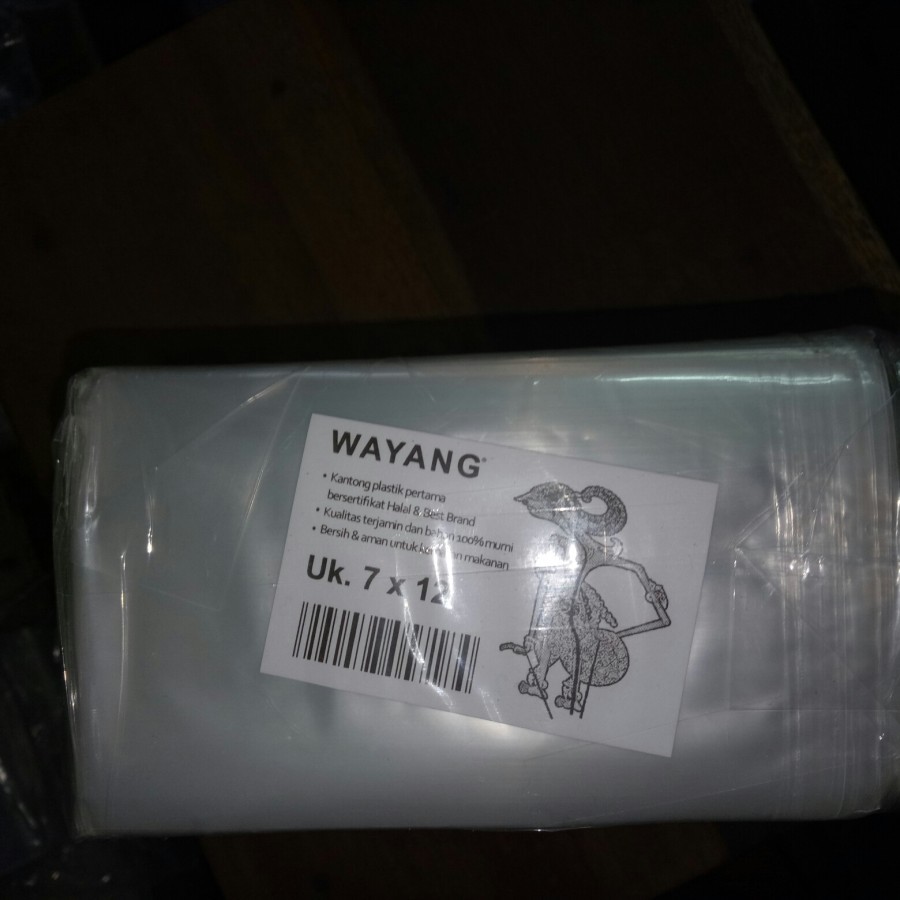 WAYANG®
• Kantong plastik pertama
bersertifikat Halal & Best Brand
• Kualitas terjamin dan bahan 100% murni
• Bersih & aman untuk makanan
Uk. 7 x 12